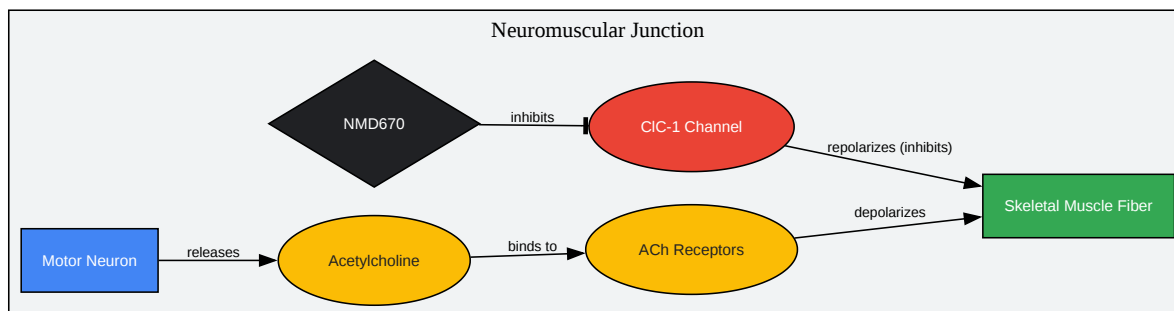 Neuromuscular Junction
NMD670
inhibits
ClC-1 Channel
repolarizes (inhibits)
Skeletal Muscle Fiber
depolarizes
Motor Neuron
releases
Acetylcholine
binds to
ACh Receptors